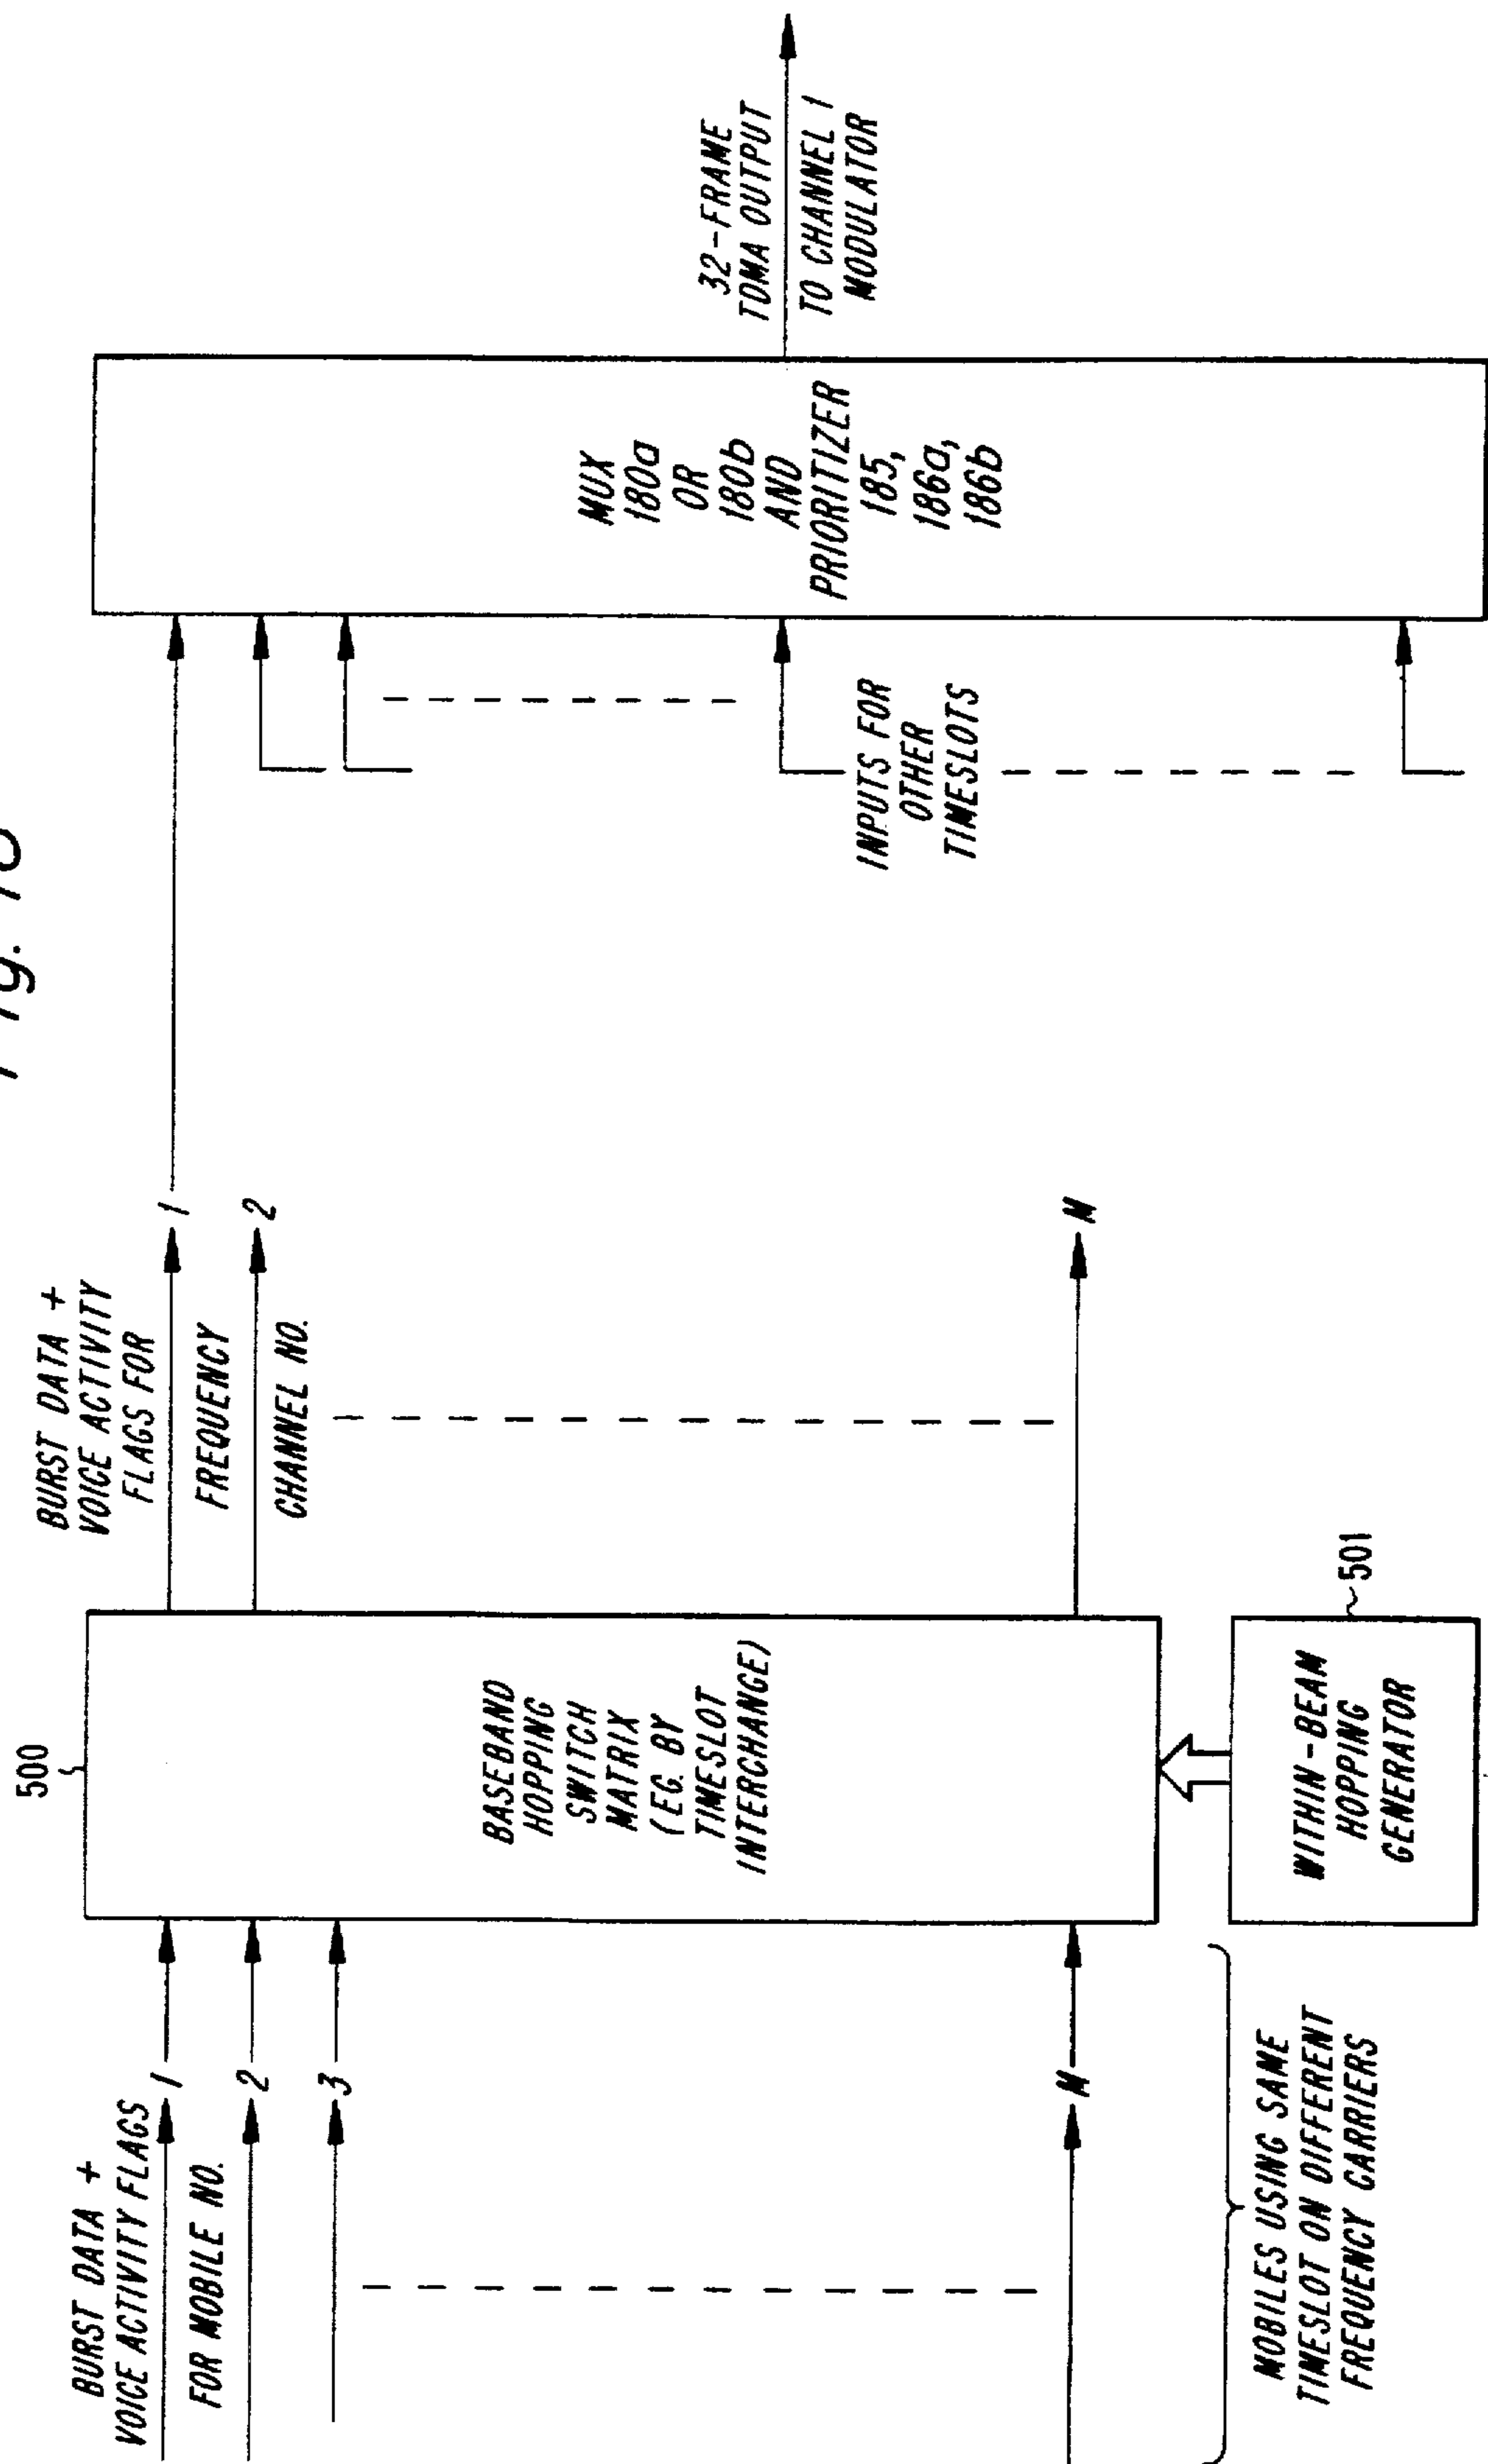 Fig.
BURST DATA +
VOICE ACTIVITY FLAGS
FOR MOBILE NO.
1
2
3
M
MOBILES USING SAME
TIMESLOT ON DIFFERENT
FREQUENCY CARRIERS
500
BASEBAND
HOPPING
SWITCH
MATRIX
(EG. BY
TIMESLOT
INTERCHANGE)
WITHIN-BEAM
HOPPING
GENERATOR
501
BURST DATA +
VOICE ACTIVITY
FLAGS FOR
FREQUENCY
CHANNEL NO.
1
2
M
INPUTS FOR
OTHER
TIMESLOTS
MUX
180a
OR
180b
AND
PRIORITIZER
185,
186a,
186b
32-FRAME
TDMA OUTPUT
TO CHANNEL 1
MODULATOR